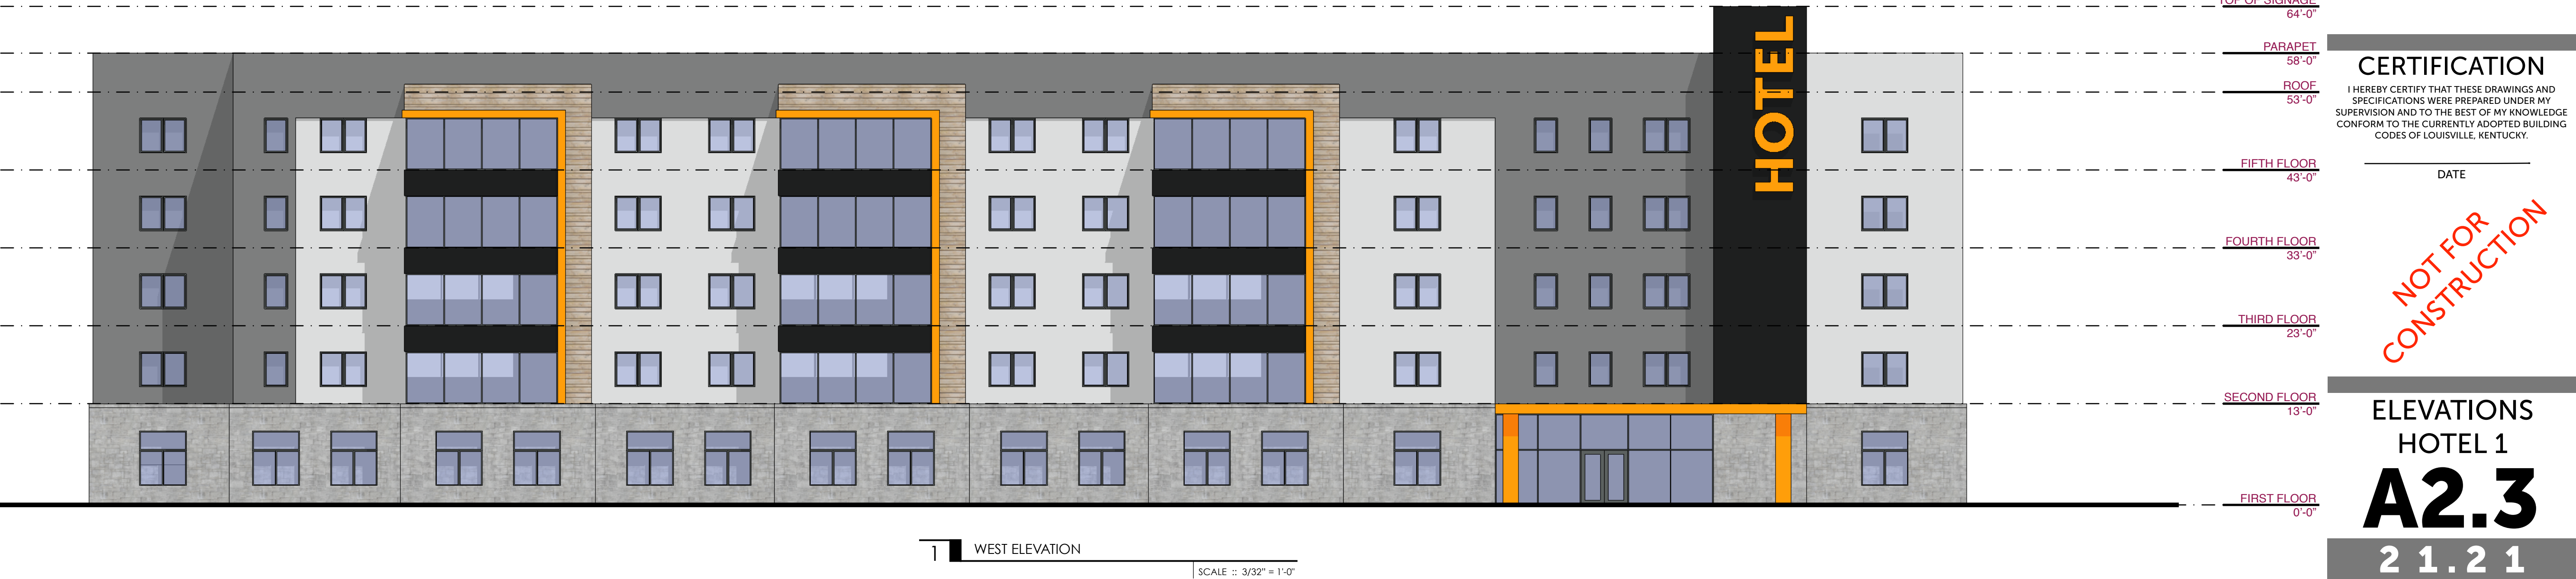 HOTEL
TOP OF SIGNAGE
64'-0"
PARAPET
58'-0"
ROOF
53'-0"
FIFTH FLOOR
43'-0"
FOURTH FLOOR
33'-0"
THIRD FLOOR
23'-0"
SECOND FLOOR
13'-0"
FIRST FLOOR
0'-0"
1 WEST ELEVATION
SCALE :: 3/32" = 1'-0"
CERTIFICATION
I HEREBY CERTIFY THAT THESE DRAWINGS AND
SPECIFICATIONS WERE PREPARED UNDER MY
SUPERVISION AND TO THE BEST OF MY KNOWLEDGE
CONFORM TO THE CURRENTLY ADOPTED BUILDING
CODES OF LOUISVILLE, KENTUCKY.
DATE
NOT FOR
CONSTRUCTION
ELEVATIONS
HOTEL 1
A2.3
21.21